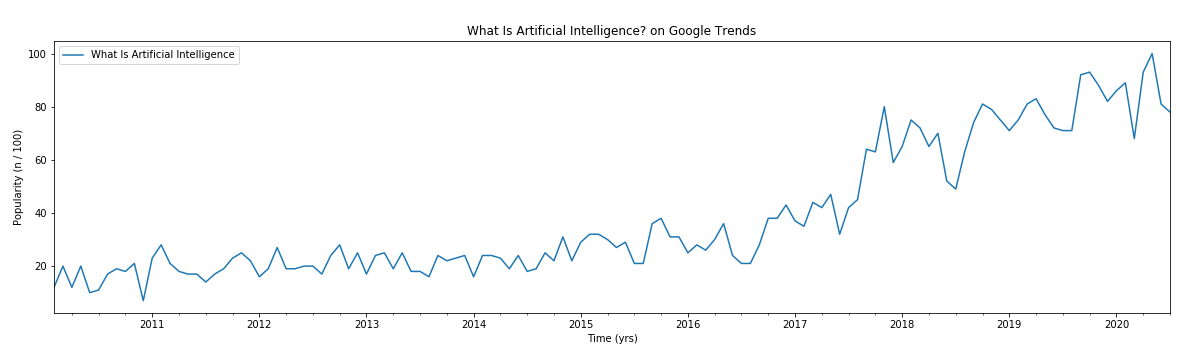 What Is Artificial Intelligence? on Google Trends
What Is Artificial Intelligence
Popularity (n / 100)
100
80
60
40
20
2011 2012 2013 2014 2015 2016 2017 2018 2019 2020
Time (yrs)